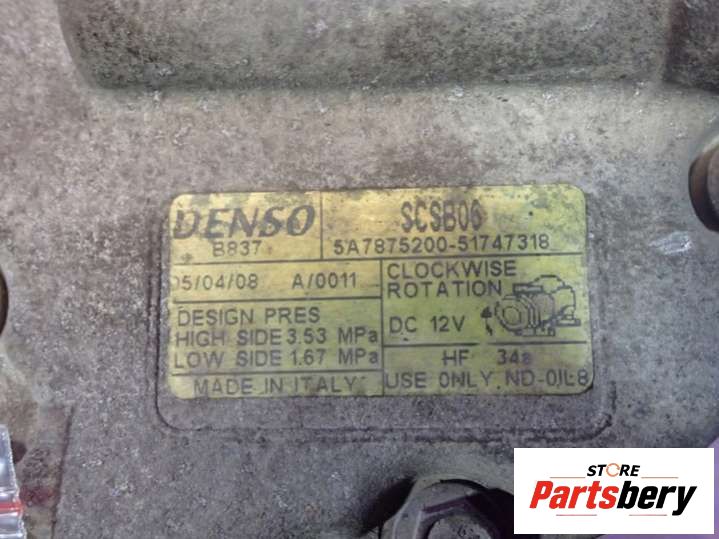 DENSO
B837
SCSB06
5A7875200-51747318
05/04/08 A/0011
CLOCKWISE
ROTATION
DESIGN PRES
HIGH SIDE 3.53 MPa
LOW SIDE 1.67 MPa
DC 12V
HF 34a
MADE IN ITALY
USE ONLY ND-OIL8
STORE
Partsbery